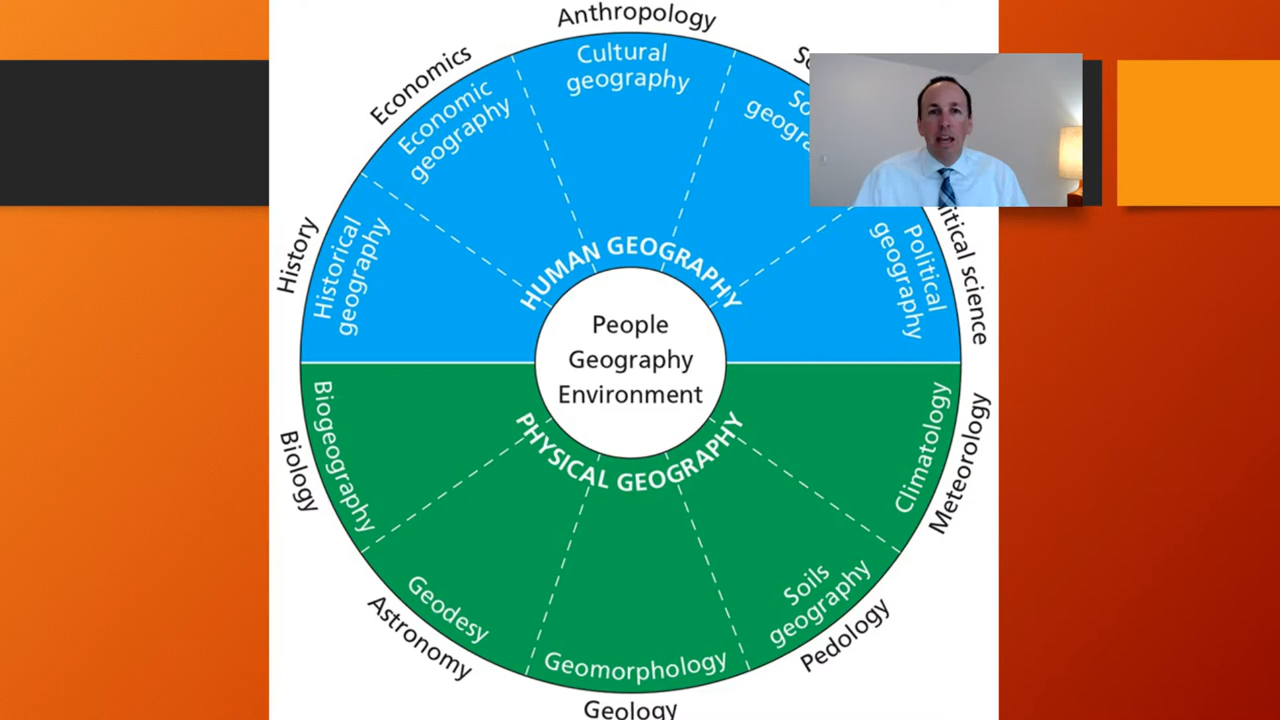 Anthropology
Economics
Cultural
geography
Economic
geography
History
Historical
geography
Political
geography
science
HUMAN GEOGRAPHY
People
Geography
Environment
PHYSICAL GEOGRAPHY
Biogeography
Biology
Climatology
Meteorology
Geodesy
Astronomy
Soils
geography
Pedology
Geomorphology
Geology